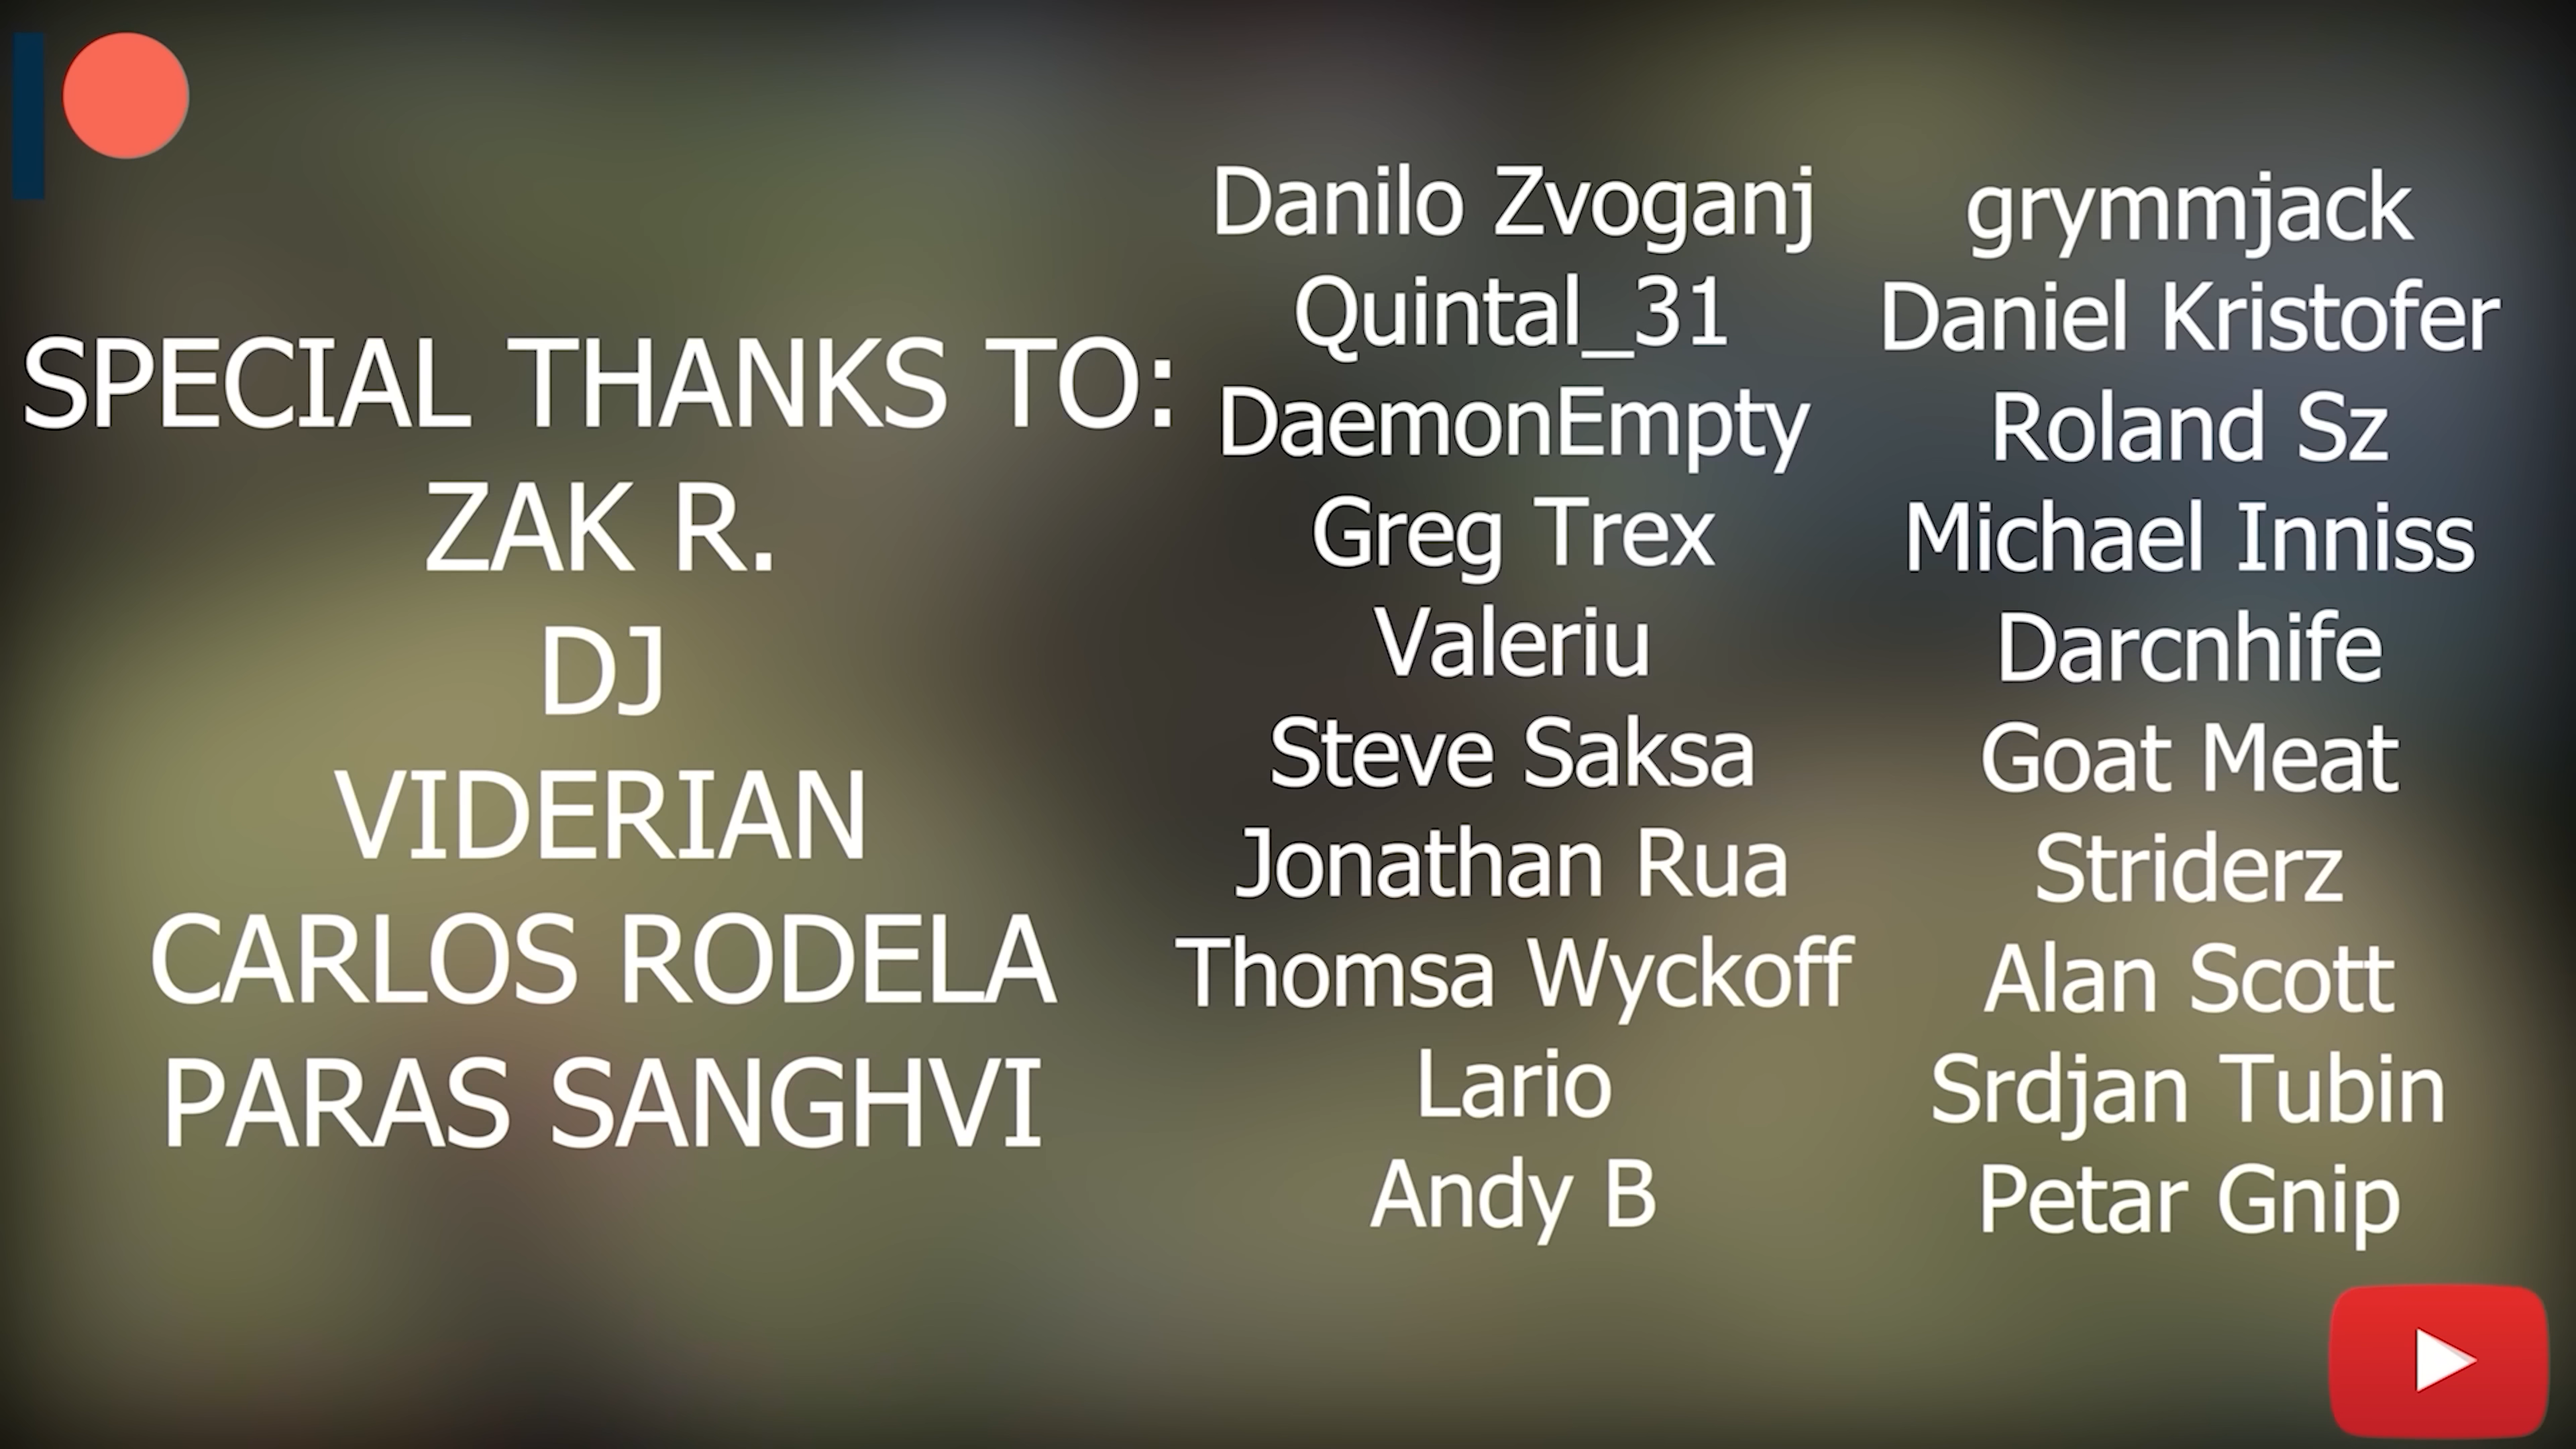 SPECIAL THANKS TO:
ZAK R.
DJ
VIDERIAN
CARLOS RODELA
PARAS SANGHVI
Danilo Zvoganj
Quintal_31
DaemonEmpty
Greg Trex
Valeriu
Steve Saksa
Jonathan Rua
Thomsa Wyckoff
Lario
Andy B
grymmjack
Daniel Kristofer
Roland Sz
Michael Inniss
Darcnhife
Goat Meat
Striderz
Alan Scott
Srdjan Tubin
Petar Gnip